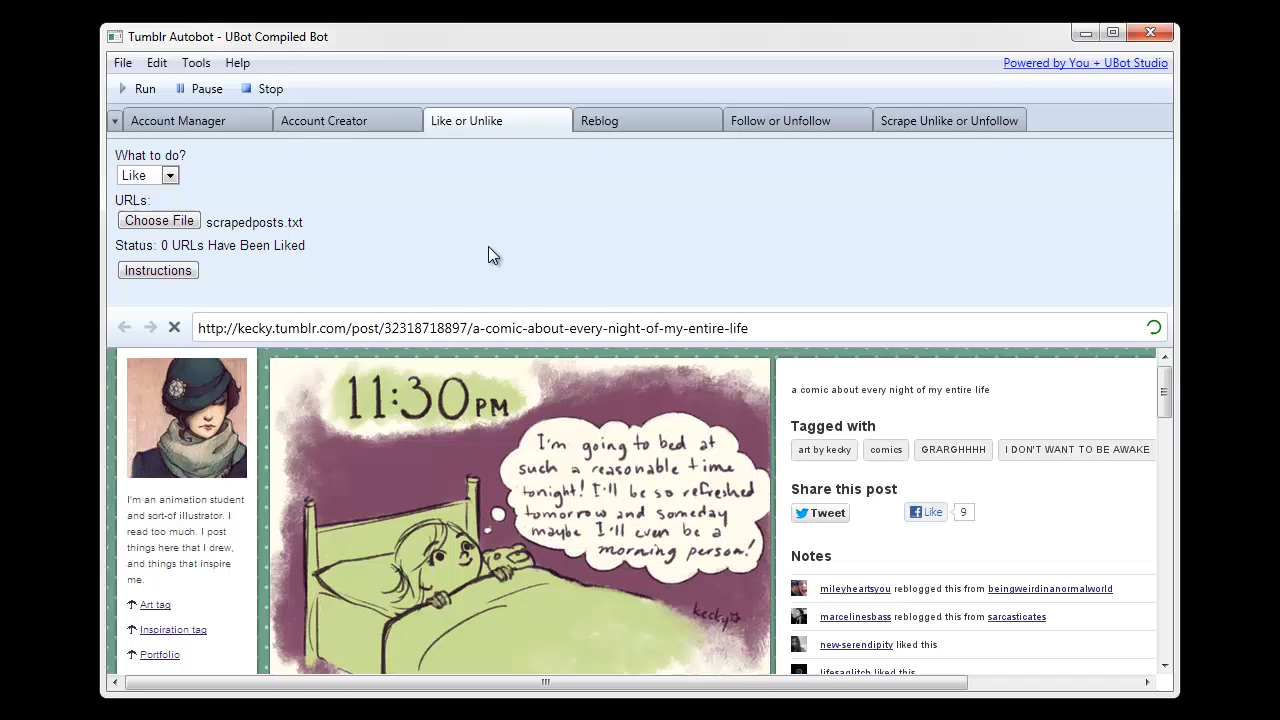 Tumblr Autobot - UBot Compiled Bot
File Edit Tools Help Powered by You + UBot Studio
Run Pause Stop
Account Manager Account Creator Like or Unlike Reblog Follow or Unfollow Scrape Unlike or Unfollow
What to do?
Like
URLs:
Choose File scrapedposts.txt
Status: 0 URLs Have Been Liked
Instructions
http://kecky.tumblr.com/post/32318718897/a-comic-about-every-night-of-my-entire-life
I'm an animation student
and sort-of illustrator. I
read too much. I post
things here that I drew,
and things that inspire
me.
Art tag
Inspiration tag
Portfolio
11:30 PM
I'm going to bed at
such a reasonable time
tonight! I'll be so refreshed
tomorrow and someday
maybe I'll even be a
morning person!
kecky
a comic about every night of my entire life
Tagged with
art by kecky comics GRARGHHHH I DON'T WANT TO BE AWAKE
Share this post
Tweet Like 9
Notes
mileyheartsyou reblogged this from beingweirdinanormalworld
marcelinesbass reblogged this from sarcasticates
new-serendipity liked this
lifesaglitch liked this